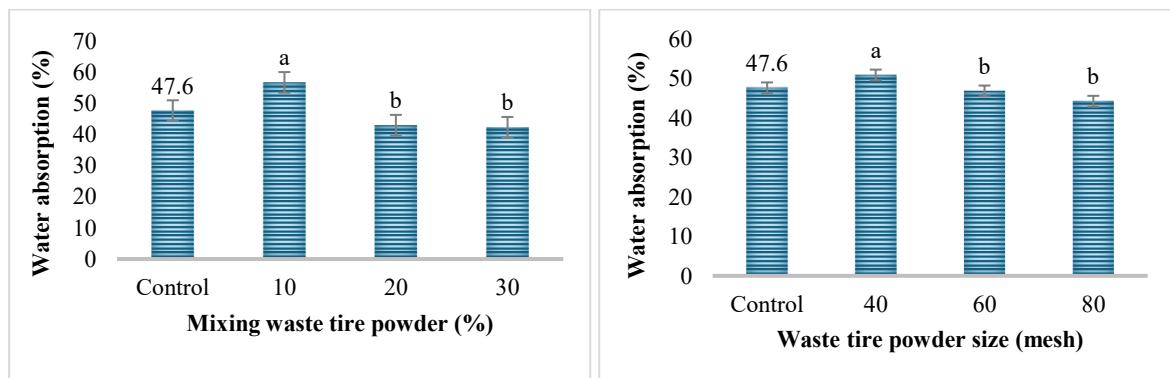 Water absorption (%)
70
60
50
40
30
20
10
0
47.6
a
b
b
Control
10
20
30
Mixing waste tire powder (%)
Water absorption (%)
60
50
40
30
20
10
0
47.6
a
b
b
Control
40
60
80
Waste tire powder size (mesh)